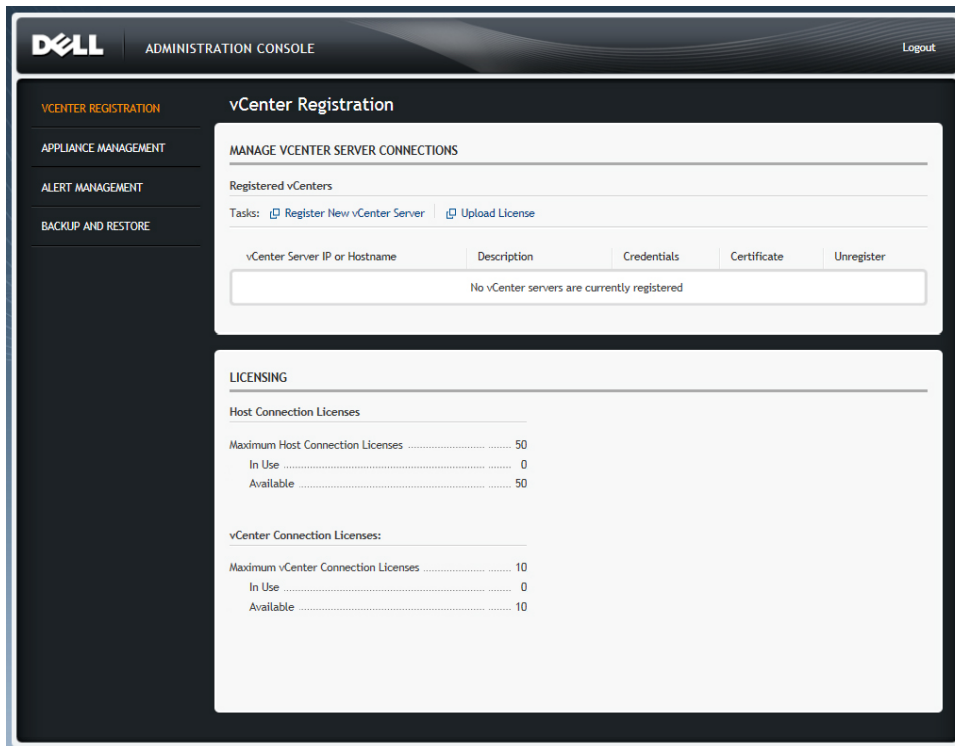 DELL ADMINISTRATION CONSOLE Logout
VCENTER REGISTRATION
APPLIANCE MANAGEMENT
ALERT MANAGEMENT
BACKUP AND RESTORE
vCenter Registration
MANAGE VCENTER SERVER CONNECTIONS
Registered vCenters
Tasks: Register New vCenter Server Upload License
vCenter Server IP or Hostname Description Credentials Certificate Unregister
No vCenter servers are currently registered
LICENSING
Host Connection Licenses
Maximum Host Connection Licenses ........................... ........ 50
In Use ........................................................................ ........ 0
Available ................................................................... ........ 50
vCenter Connection Licenses:
Maximum vCenter Connection Licenses ...................... ........ 10
In Use ........................................................................ ........ 0
Available ................................................................... ........ 10